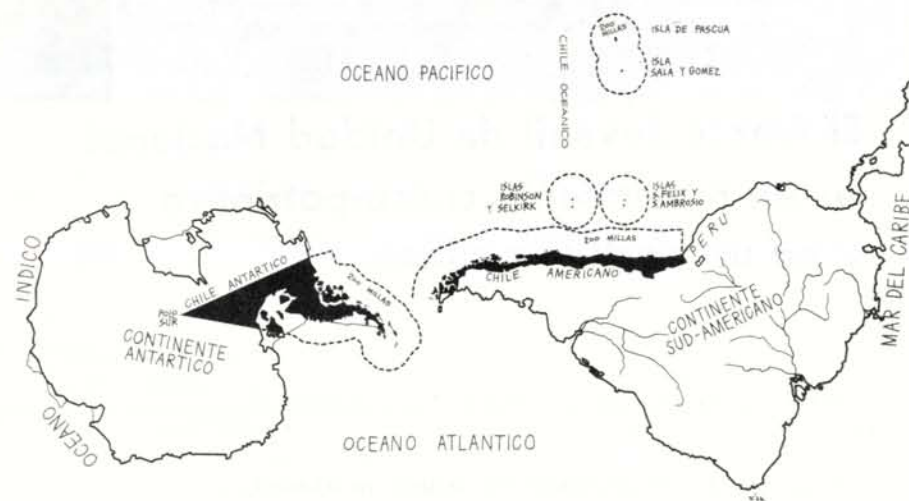 200
MILLAS
ISLA DE PASCUA
ISLA
SALA Y GOMEZ
OCEANO PACIFICO
CHILE OCEANICO
ISLAS
ROBINSON
Y SELKIRK
ISLAS
S. FELIX Y
S. AMBROSIO
200 MILLAS
PERU
MAR DEL CARIBE
CHILE AMERICANO
CHILE ANTARTICO
200 MILLAS
POLO
SUR
CONTINENTE
ANTARTICO
CONTINENTE
SUD-AMERICANO
INDICO
OCEANO
OCEANO ATLANTICO